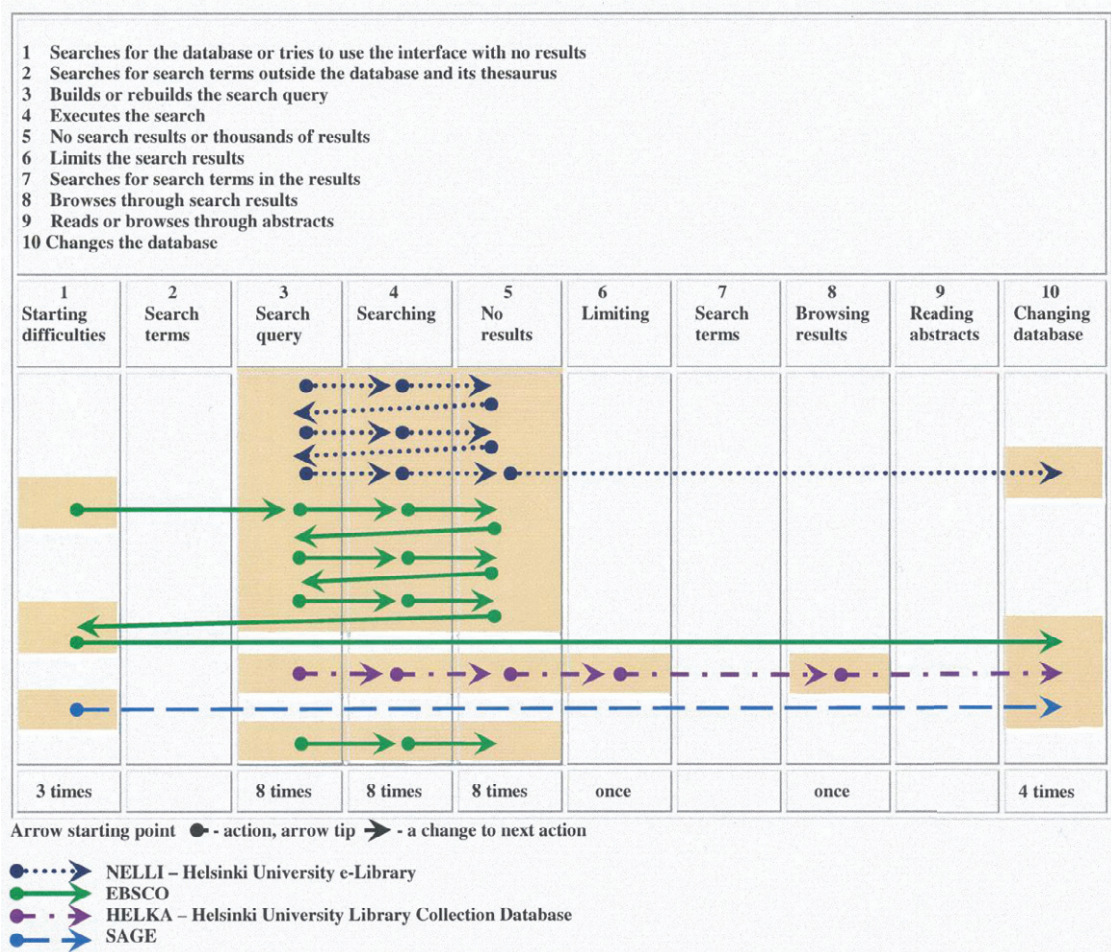 1 Searches for the database or tries to use the interface with no results
2 Searches for search terms outside the database and its thesaurus
3 Builds or rebuilds the search query
4 Executes the search
5 No search results or thousands of results
6 Limits the search results
7 Searches for search terms in the results
8 Browses through search results
9 Reads or browses through abstracts
10 Changes the database
1 2 3 4 5 6 7 8 9 10
Starting Search Search Searching No Limiting Search Browsing Reading Changing
difficulties terms query results terms results abstracts database
3 times 8 times 8 times 8 times once once 4 times
Arrow starting point - action, arrow tip - a change to next action
NELLI – Helsinki University e-Library
EBSCO
HELKA – Helsinki University Library Collection Database
SAGE